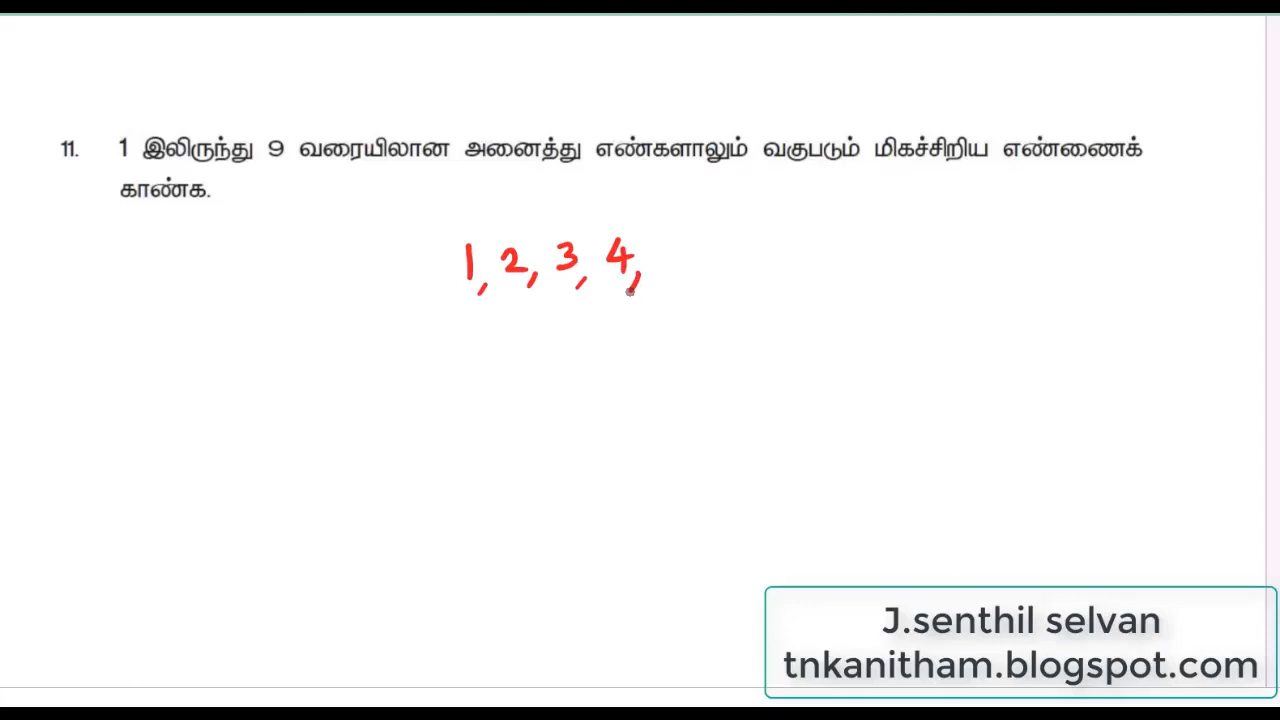 11. 1 இலிருந்து 9 வரையிலான அனைத்து எண்களாலும் வகுபடும் மிகச்சிறிய எண்ணைக்
காண்க.
1, 2, 3, 4,
J.senthil selvan
tnkanitham.blogspot.com